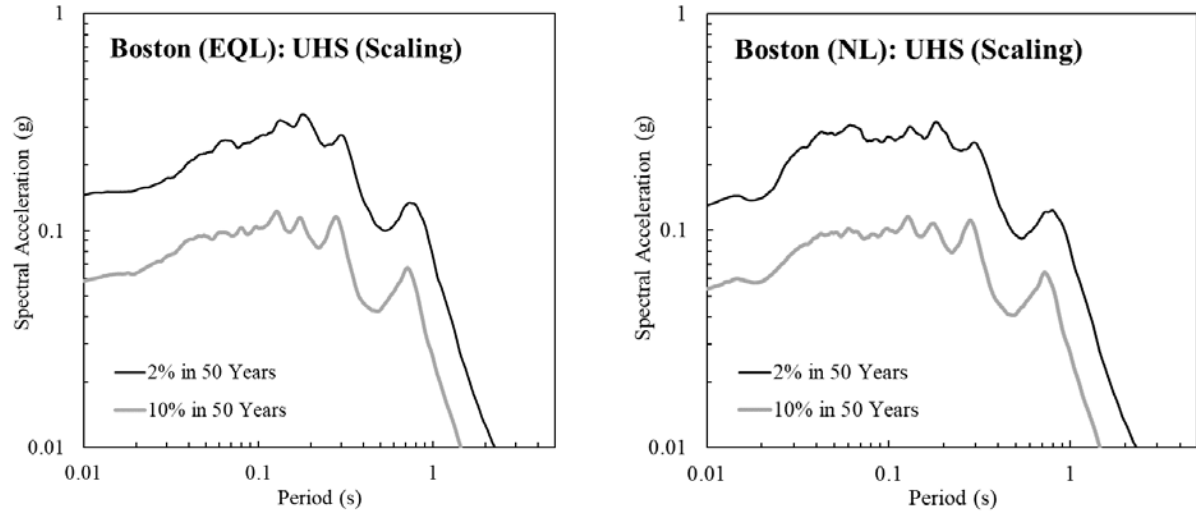 Boston (EQL): UHS (Scaling)
Spectral Acceleration (g)
1
0.1
0.01
2% in 50 Years
10% in 50 Years
0.01
0.1
1
Period (s)
Boston (NL): UHS (Scaling)
Spectral Acceleration (g)
1
0.1
0.01
2% in 50 Years
10% in 50 Years
0.01
0.1
1
Period (s)